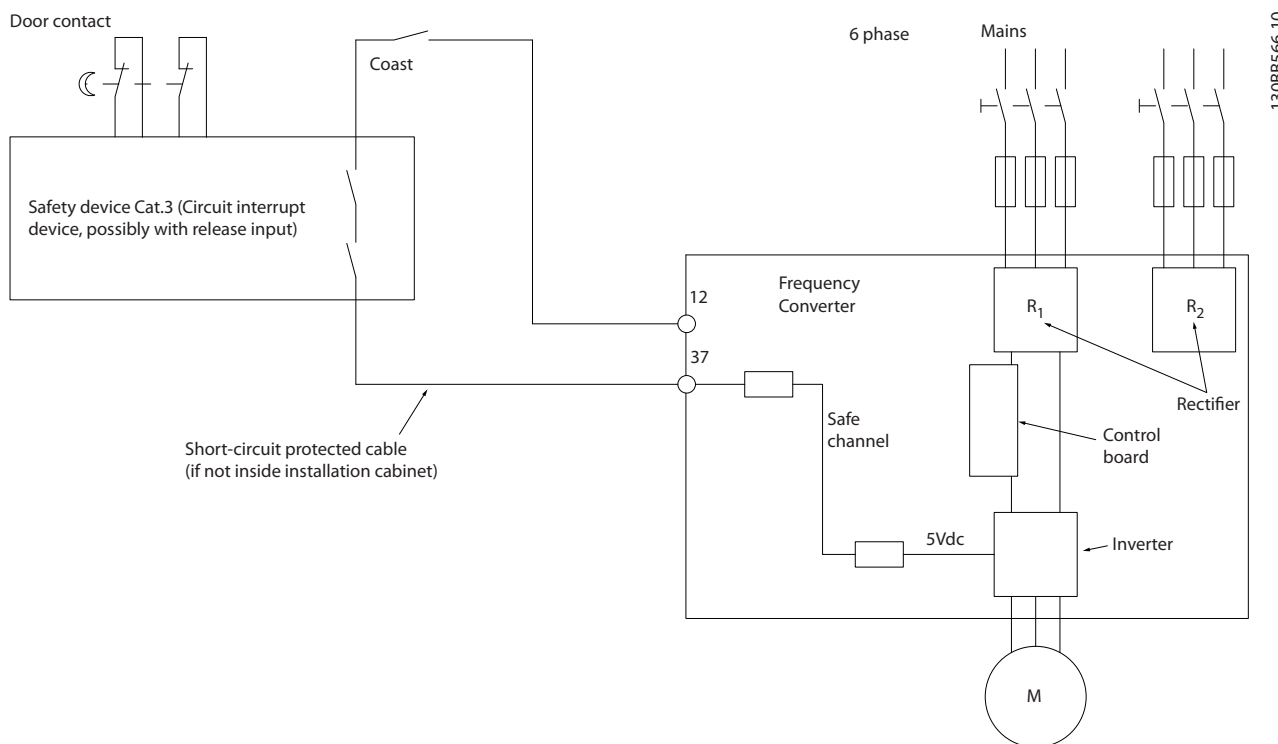 Door contact
Coast
6 phase
Mains
130BB566.10
Safety device Cat.3 (Circuit interrupt
device, possibly with release input)
12
Frequency
Converter
R1
R2
37
Rectifier
Safe
channel
Control
board
Short-circuit protected cable
(if not inside installation cabinet)
5Vdc
Inverter
M